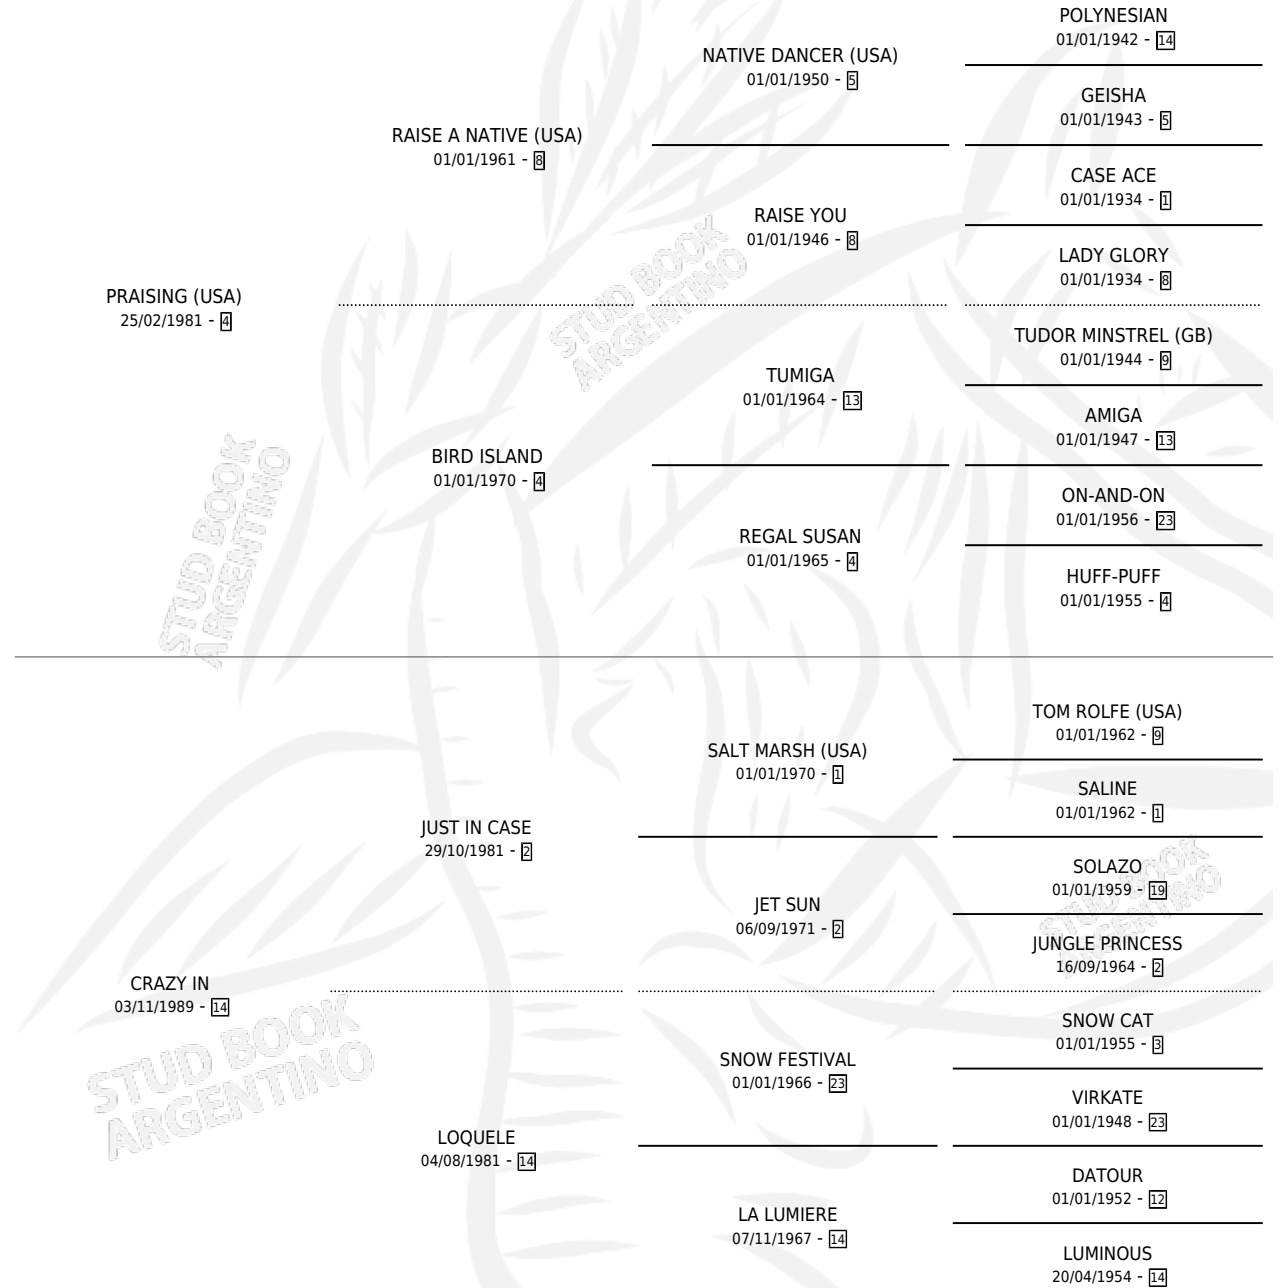 POLYNESIAN
01/01/1942 - 14
NATIVE DANCER (USA)
01/01/1950 - 5
GEISHA
01/01/1943 - 5
RAISE A NATIVE (USA)
01/01/1961 - 8
CASE ACE
01/01/1934 - 1
RAISE YOU
01/01/1946 - 8
LADY GLORY
01/01/1934 - 8
PRAISING (USA)
25/02/1981 - 4
STUD BOOK
ARGENTINO
TUDOR MINSTREL (GB)
01/01/1944 - 9
TUMIGA
01/01/1964 - 13
AMIGA
01/01/1947 - 13
BIRD ISLAND
01/01/1970 - 4
ON-AND-ON
01/01/1956 - 23
REGAL SUSAN
01/01/1965 - 4
HUFF-PUFF
01/01/1955 - 4
STUD BOOK
ARGENTINO
TOM ROLFE (USA)
01/01/1962 - 9
SALT MARSH (USA)
01/01/1970 - 1
SALINE
01/01/1962 - 1
JUST IN CASE
29/10/1981 - 2
SOLAZO
01/01/1959 - 19
JET SUN
06/09/1971 - 2
JUNGLE PRINCESS
16/09/1964 - 2
STUD BOOK
ARGENTINO
CRAZY IN
03/11/1989 - 14
SNOW CAT
01/01/1955 - 3
SNOW FESTIVAL
01/01/1966 - 23
VIRKATE
01/01/1948 - 23
STUD BOOK
ARGENTINO
LOQUELE
04/08/1981 - 14
DATOUR
01/01/1952 - 12
LA LUMIERE
07/11/1967 - 14
LUMINOUS
20/04/1954 - 14